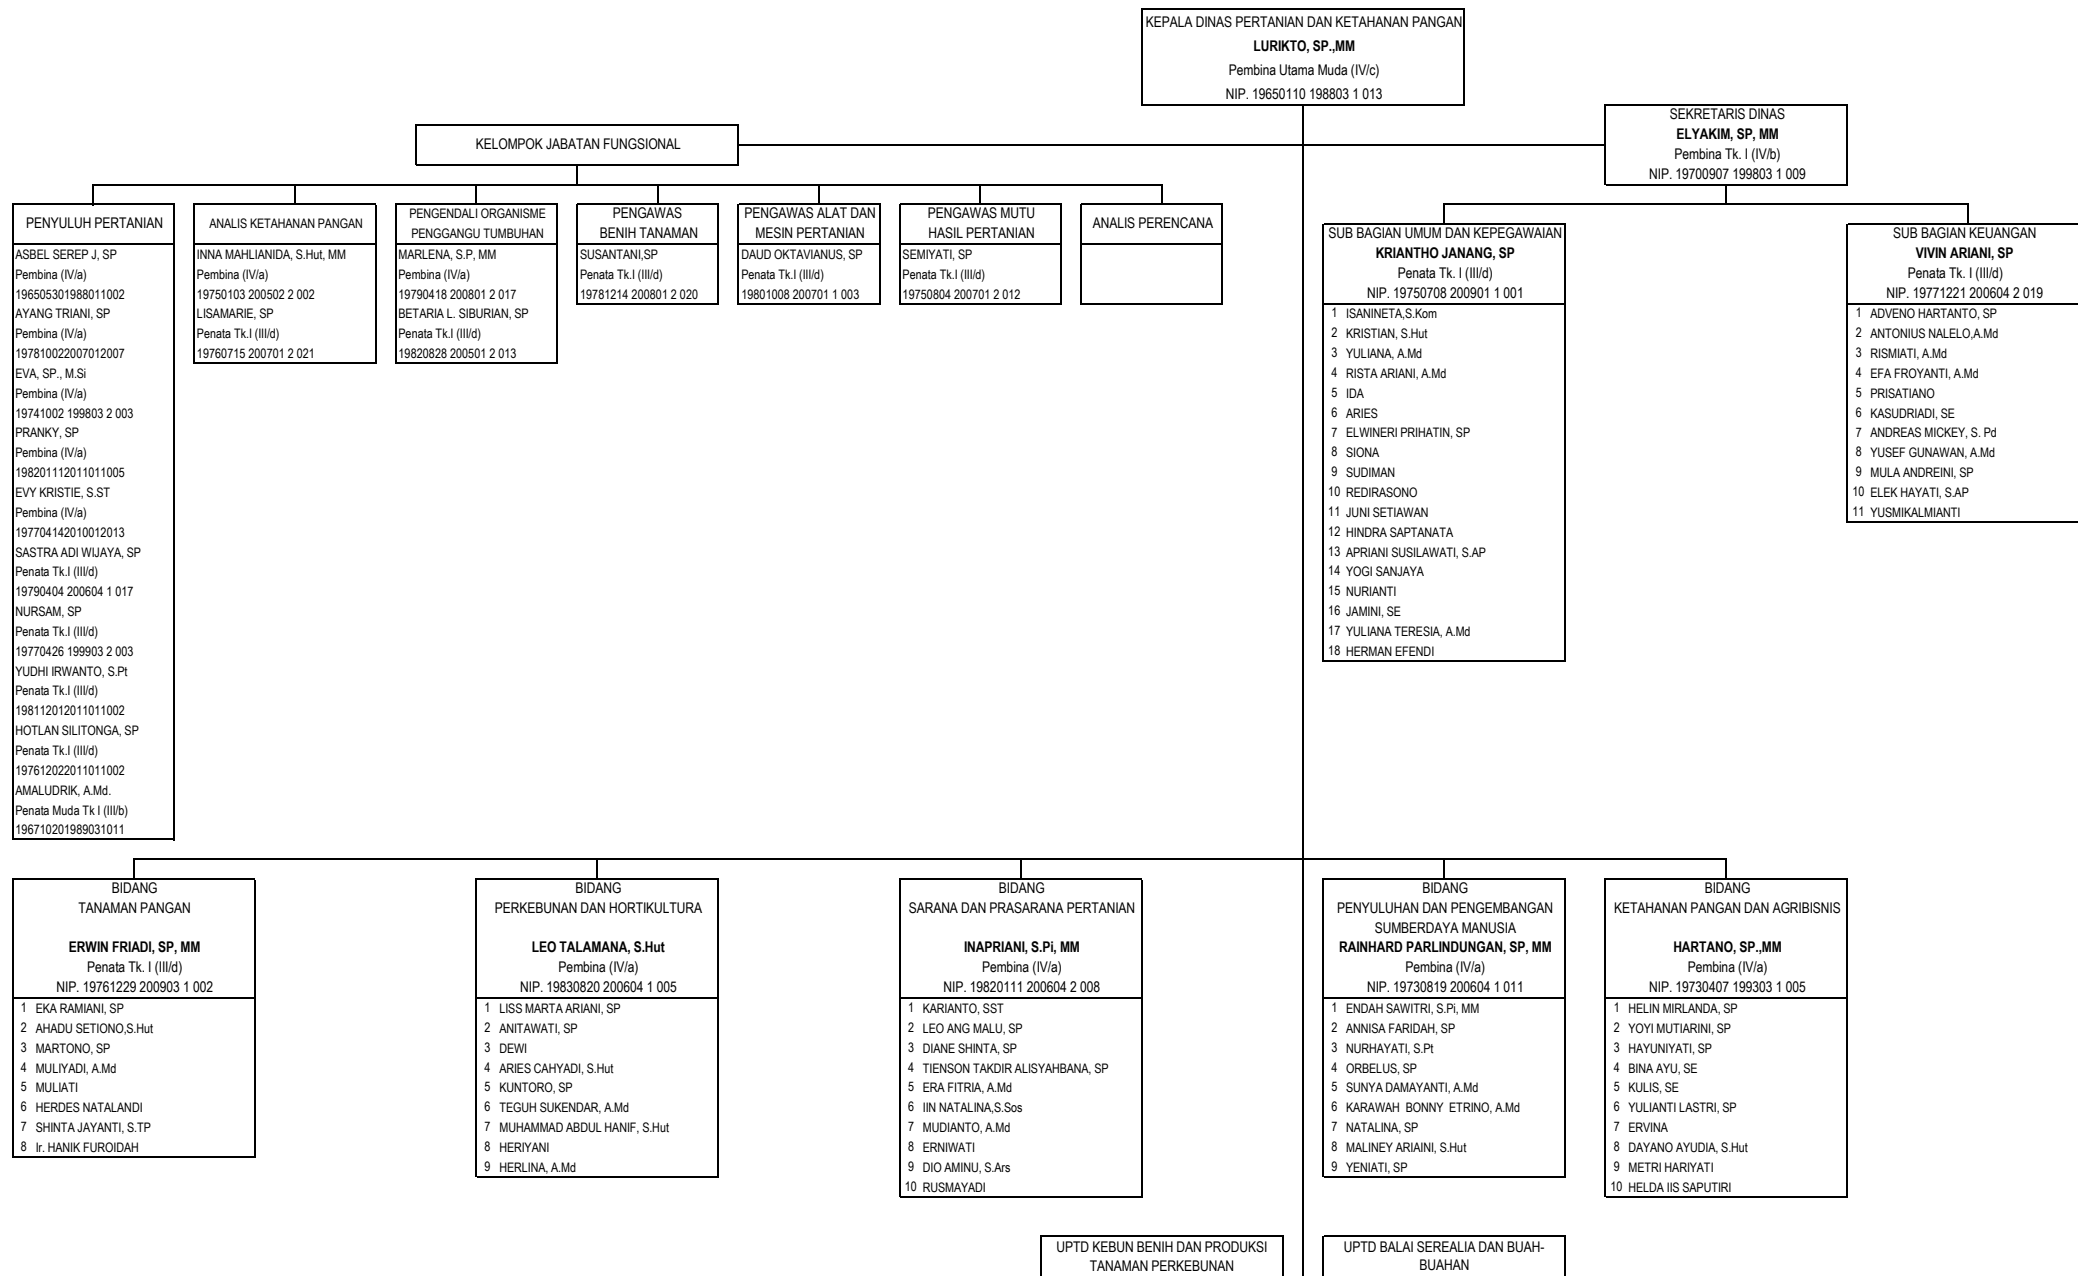 KEPALA DINAS PERTANIAN DAN KETAHANAN PANGAN
LURIKTO, SP.,MM
Pembina Utama Muda (IV/c)
NIP. 19650110 198803 1 013
SEKRETARIS DINAS
ELYAKIM, SP, MM
Pembina Tk. I (IV/b)
NIP. 19700907 199803 1 009
KELOMPOK JABATAN FUNGSIONAL
PENYULUH PERTANIAN
ASBEL SEREP J, SP
Pembina (IV/a)
196505301988011002
AYANG TRIANI, SP
Pembina (IV/a)
197810022007012007
EVA, SP., M.Si
Pembina (IV/a)
19741002 199803 2 003
PRANKY, SP
Pembina (IV/a)
198201112011011005
EVY KRISTIE, S.ST
Pembina (IV/a)
197704142010012013
SASTRA ADI WIJAYA, SP
Penata Tk.I (III/d)
19790404 200604 1 017
NURSAM, SP
Penata Tk.I (III/d)
19770426 199903 2 003
YUDHI IRWANTO, S.Pt
Penata Tk.I (III/d)
198112012011011002
HOTLAN SILITONGA, SP
Penata Tk.I (III/d)
197612022011011002
AMALUDRIK, A.Md.
Penata Muda Tk I (III/b)
196710201989031011
ANALIS KETAHANAN PANGAN
INNA MAHLIANIDA, S.Hut, MM
Pembina (IV/a)
19750103 200502 2 002
LISAMARIE, SP
Penata Tk.I (III/d)
19760715 200701 2 021
PENGENDALI ORGANISME
PENGGANGU TUMBUHAN
MARLENA, S.P, MM
Pembina (IV/a)
19790418 200801 2 017
BETARIA L. SIBURIAN, SP
Penata Tk.I (III/d)
19820828 200501 2 013
PENGAWAS
BENIH TANAMAN
SUSANTANI,SP
Penata Tk.I (III/d)
19781214 200801 2 020
PENGAWAS ALAT DAN
MESIN PERTANIAN
DAUD OKTAVIANUS, SP
Penata Tk.I (III/d)
19801008 200701 1 003
PENGAWAS MUTU
HASIL PERTANIAN
SEMIYATI, SP
Penata Tk.I (III/d)
19750804 200701 2 012
ANALIS PERENCANA
SUB BAGIAN UMUM DAN KEPEGAWAIAN
KRIANTHO JANANG, SP
Penata Tk. I (III/d)
NIP. 19750708 200901 1 001
1 ISANINETA,S.Kom
2 KRISTIAN, S.Hut
3 YULIANA, A.Md
4 RISTA ARIANI, A.Md
5 IDA
6 ARIES
7 ELWINERI PRIHATIN, SP
8 SIONA
9 SUDIMAN
10 REDIRASONO
11 JUNI SETIAWAN
12 HINDRA SAPTANATA
13 APRIANI SUSILAWATI, S.AP
14 YOGI SANJAYA
15 NURIANTI
16 JAMINI, SE
17 YULIANA TERESIA, A.Md
18 HERMAN EFENDI
SUB BAGIAN KEUANGAN
VIVIN ARIANI, SP
Penata Tk. I (III/d)
NIP. 19771221 200604 2 019
1 ADVENO HARTANTO, SP
2 ANTONIUS NALELO,A.Md
3 RISMIATI, A.Md
4 EFA FROYANTI, A.Md
5 PRISATIANO
6 KASUDRIADI, SE
7 ANDREAS MICKEY, S. Pd
8 YUSEF GUNAWAN, A.Md
9 MULA ANDREINI, SP
10 ELEK HAYATI, S.AP
11 YUSMIKALMIANTI
BIDANG
TANAMAN PANGAN
ERWIN FRIADI, SP, MM
Penata Tk. I (III/d)
NIP. 19761229 200903 1 002
1 EKA RAMIANI, SP
2 AHADU SETIONO,S.Hut
3 MARTONO, SP
4 MULIYADI, A.Md
5 MULIATI
6 HERDES NATALANDI
7 SHINTA JAYANTI, S.TP
8 Ir. HANIK FUROIDAH
BIDANG
PERKEBUNAN DAN HORTIKULTURA
LEO TALAMANA, S.Hut
Pembina (IV/a)
NIP. 19830820 200604 1 005
1 LISS MARTA ARIANI, SP
2 ANITAWATI, SP
3 DEWI
4 ARIES CAHYADI, S.Hut
5 KUNTORO, SP
6 TEGUH SUKENDAR, A.Md
7 MUHAMMAD ABDUL HANIF, S.Hut
8 HERIYANI
9 HERLINA, A.Md
BIDANG
SARANA DAN PRASARANA PERTANIAN
INAPRIANI, S.Pi, MM
Pembina (IV/a)
NIP. 19820111 200604 2 008
1 KARIANTO, SST
2 LEO ANG MALU, SP
3 DIANE SHINTA, SP
4 TIENSON TAKDIR ALISYAHBANA, SP
5 ERA FITRIA, A.Md
6 IIN NATALINA,S.Sos
7 MUDIANTO, A.Md
8 ERNIWATI
9 DIO AMINU, S.Ars
10 RUSMAYADI
BIDANG
PENYULUHAN DAN PENGEMBANGAN
SUMBERDAYA MANUSIA
RAINHARD PARLINDUNGAN, SP, MM
Pembina (IV/a)
NIP. 19730819 200604 1 011
1 ENDAH SAWITRI, S.Pi, MM
2 ANNISA FARIDAH, SP
3 NURHAYATI, S.Pt
4 ORBELUS, SP
5 SUNYA DAMAYANTI, A.Md
6 KARAWAH BONNY ETRINO, A.Md
7 NATALINA, SP
8 MALINEY ARIAINI, S.Hut
9 YENIATI, SP
BIDANG
KETAHANAN PANGAN DAN AGRIBISNIS
HARTANO, SP.,MM
Pembina (IV/a)
NIP. 19730407 199303 1 005
1 HELIN MIRLANDA, SP
2 YOYI MUTIARINI, SP
3 HAYUNIYATI, SP
4 BINA AYU, SE
5 KULIS, SE
6 YULIANTI LASTRI, SP
7 ERVINA
8 DAYANO AYUDIA, S.Hut
9 METRI HARIYATI
10 HELDA IIS SAPUTIRI
UPTD KEBUN BENIH DAN PRODUKSI
TANAMAN PERKEBUNAN
UPTD BALAI SEREALIA DAN BUAH-
BUAHAN